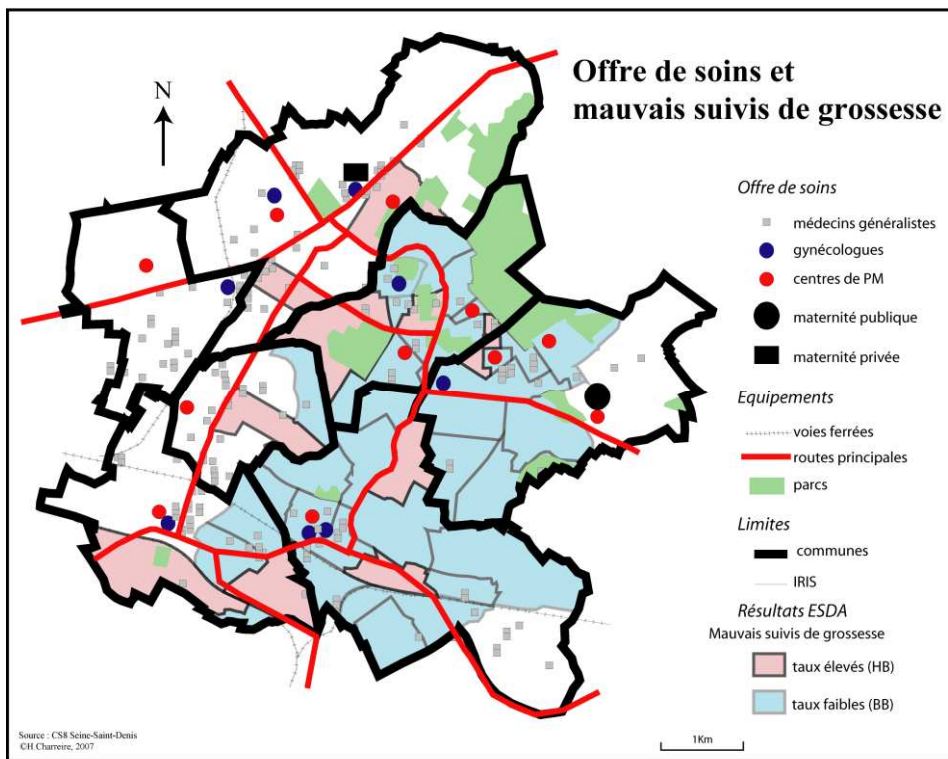 Offre de soins et
mauvais suivis de grossesse
N
Offre de soins
médecins généralistes
gynécologues
centres de PM
maternité publique
maternité privée
Equipements
voies ferrées
routes principales
parcs
Limites
communes
IRIS
Résultats ESDA
Mauvais suivis de grossesse
taux élevés (HB)
taux faibles (BB)
Source : CS8 Seine-Saint-Denis
©H Charreire, 2007
1Km